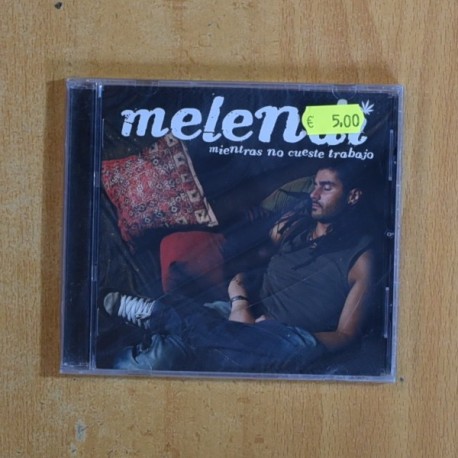 melendi
€ 5,00
mientras no cueste trabajo